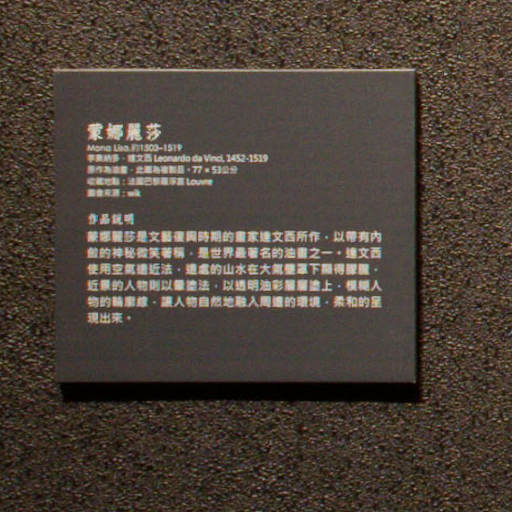 蒙娜麗莎
Mona Lisa, 約1503–1519
李奧納多・達文西 Leonardo da Vinci, 1452-1519
原作為油畫，此圖為複製品，77 × 53公分
收藏地點：法國巴黎羅浮宮 Louvre
圖像來源：wik
作品說明
蒙娜麗莎是文藝復興時期的畫家達文西所作，以帶有內
斂的神秘微笑著稱，是世界最著名的油畫之一。達文西
使用空氣遠近法，遠處的山水在大氣壟罩下顯得朦朧，
近景的人物則以暈塗法，以透明油彩層層塗上，模糊人
物的輪廓線，讓人物自然地融入周遭的環境，柔和的呈
現出來。